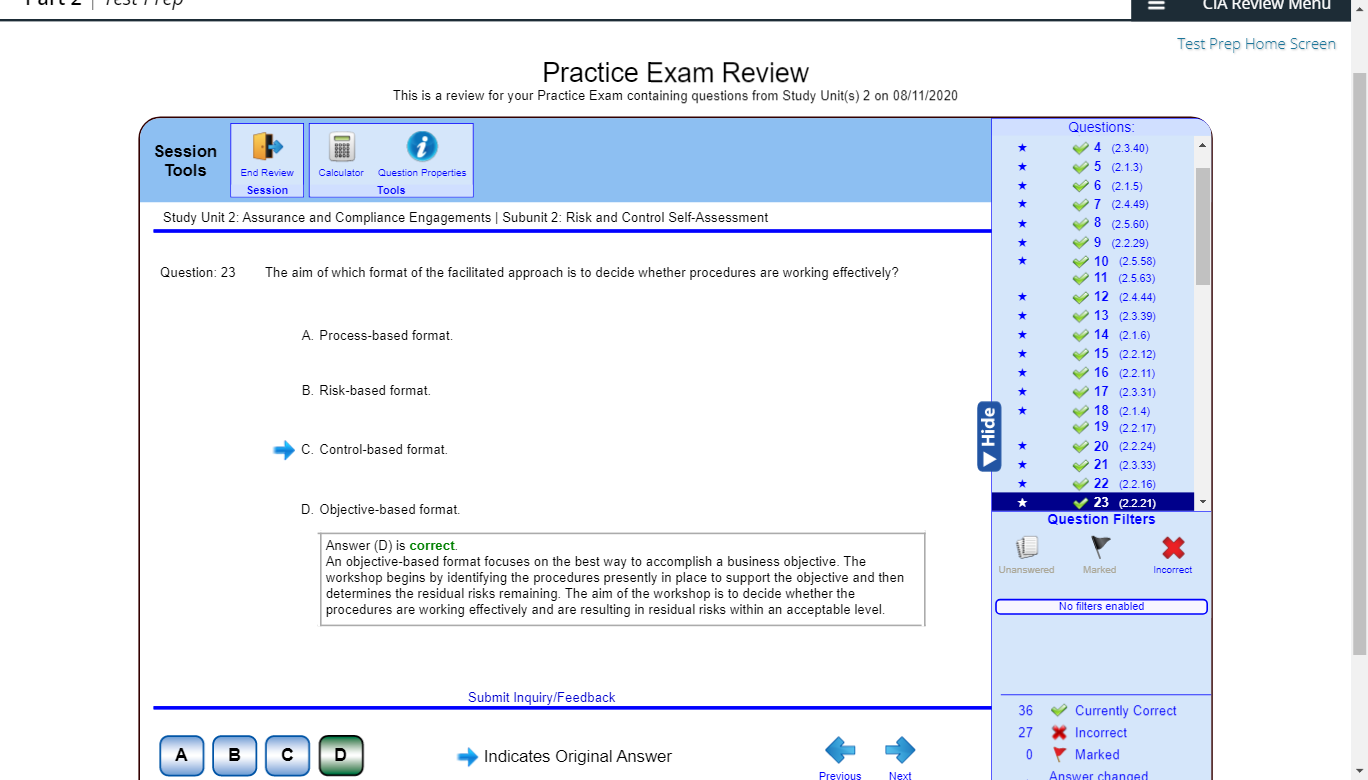 Part 2 | Test Prep
CIA Review Menu
Test Prep Home Screen
Practice Exam Review
This is a review for your Practice Exam containing questions from Study Unit(s) 2 on 08/11/2020
Session
Tools
End Review
Session
Calculator
Question Properties
Tools
Study Unit 2: Assurance and Compliance Engagements | Subunit 2: Risk and Control Self-Assessment
Question: 23 The aim of which format of the facilitated approach is to decide whether procedures are working effectively?
A. Process-based format.
B. Risk-based format.
C. Control-based format.
D. Objective-based format.
Answer (D) is correct.
An objective-based format focuses on the best way to accomplish a business objective. The
workshop begins by identifying the procedures presently in place to support the objective and then
determines the residual risks remaining. The aim of the workshop is to decide whether the
procedures are working effectively and are resulting in residual risks within an acceptable level.
Submit Inquiry/Feedback
A B C D
Indicates Original Answer
Previous
Next
Questions:
4 (2.3.40)
5 (2.1.3)
6 (2.1.5)
7 (2.4.49)
8 (2.5.60)
9 (2.2.29)
10 (2.5.58)
11 (2.5.63)
12 (2.4.44)
13 (2.3.39)
14 (2.1.6)
15 (2.2.12)
16 (2.2.11)
17 (2.3.31)
18 (2.1.4)
19 (2.2.17)
20 (2.2.24)
21 (2.3.33)
22 (2.2.16)
23 (2.2.21)
Hide
Question Filters
Unanswered
Marked
Incorrect
No filters enabled
36 Currently Correct
27 Incorrect
0 Marked
Answer changed